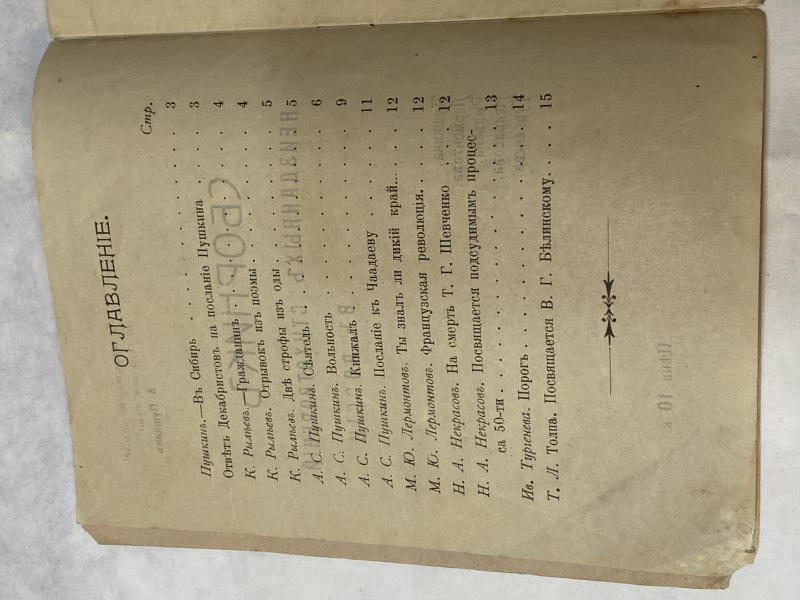 ОГЛАВЛЕНІЕ.
Стр.
Пушкинъ.—Въ Сибирь . . . . . . . . . . 3
Отвѣтъ Декабристовъ на посланіе Пушкина . . . 3
К. Рылѣевъ.—Гражданинъ . . . . . . . . . 4
К. Рылѣевъ. Отрывокъ изъ поэмы . . . . . . . 4
К. Рылѣевъ. Двѣ строфы изъ оды . . . . . . . 5
А. С. Пушкинъ. Сѣятель . . . . . . . . . 5
А. С. Пушкинъ. Вольность . . . . . . . . 6
А. С. Пушкинъ. Кинжалъ . . . . . . . . . 9
А. С. Пушкинъ. Посланіе къ Чаадаеву . . . . . 11
М. Ю. Лермонтовъ. Ты зналъ ли дикій край... . . . 12
М. Ю. Лермонтовъ. Французская революція. . . . . 12
Н. А. Некрасовъ. На смерть Т. Г. Шевченко . . . . 12
Н. А. Некрасовъ. Посвящается подсудимымъ процес-
са 50-ти . . . . . . . . . . . . . . 13
Ив. Тургенева. Порогъ . . . . . . . . . . 14
Т. Л. Толпа. Посвящается В. Г. Бѣлинскому. . . . . 15